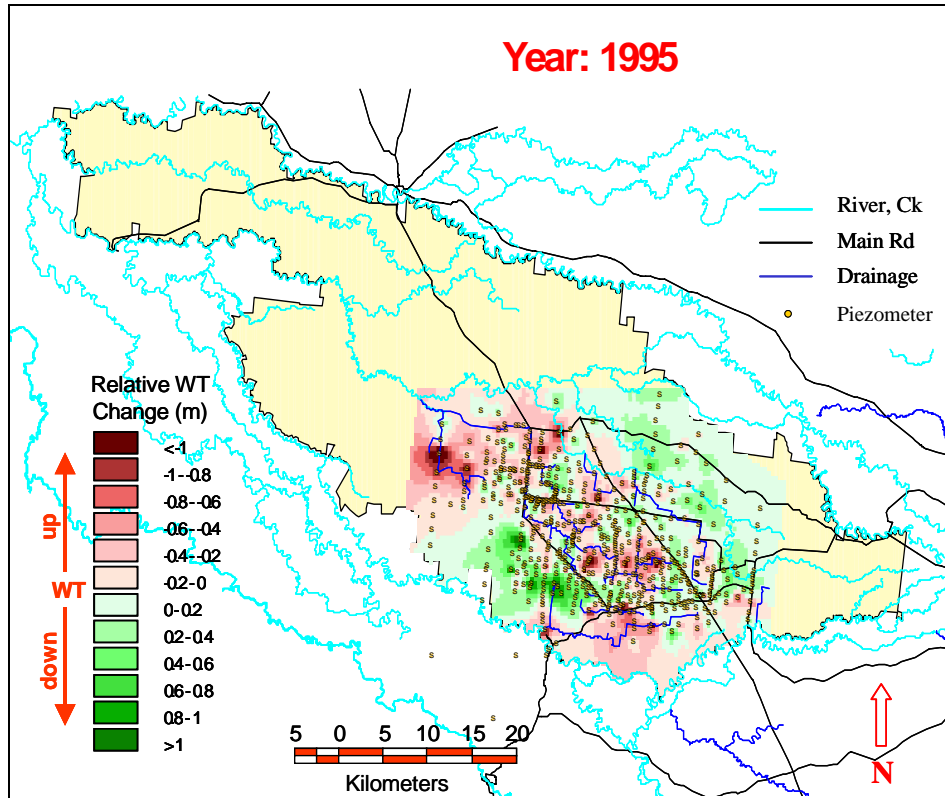 Year: 1995
River, Ck
Main Rd
Drainage
Piezometer
Relative WT
Change (m)
<-1
-1--0.8
-0.8--0.6
-0.6--0.4
-0.4--0.2
-0.2-0
0-0.2
0.2-0.4
0.4-0.6
0.6-0.8
0.8-1
>1
up
WT
down
5 0 5 10 15 20
Kilometers
N